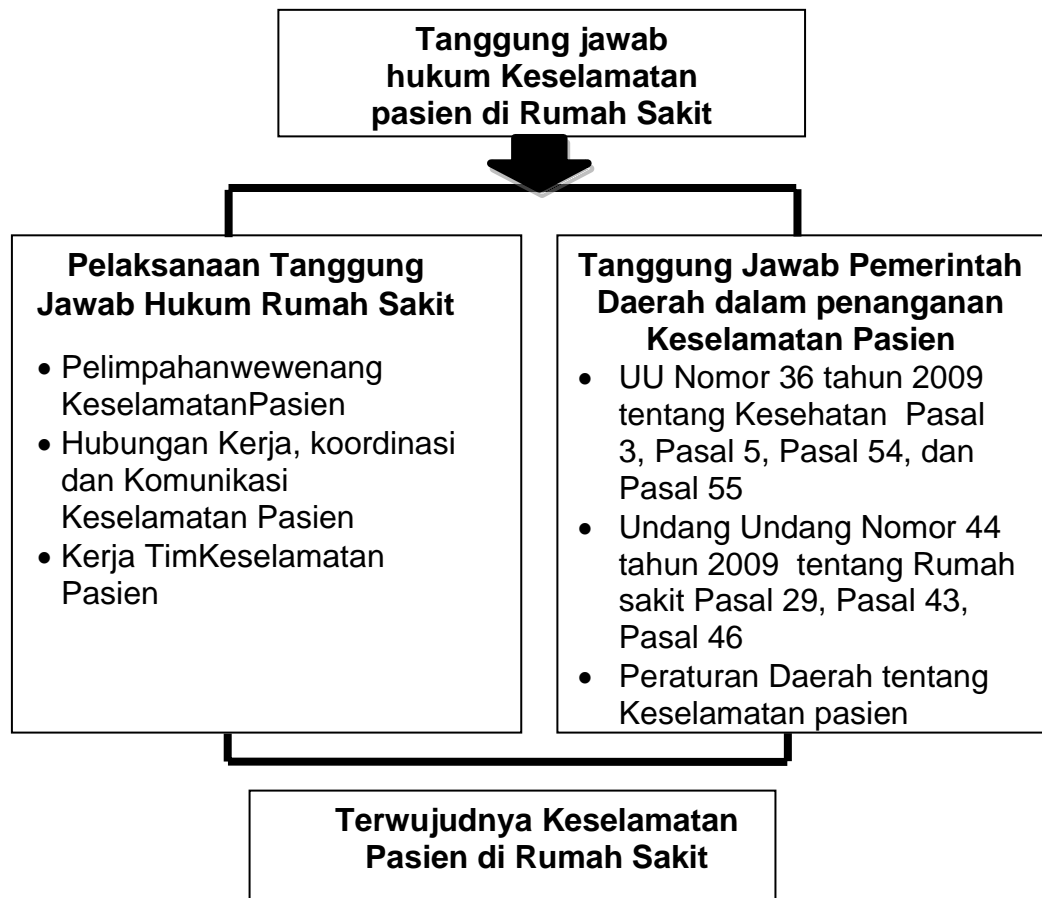 Tanggung jawab
hukum Keselamatan
pasien di Rumah Sakit
Pelaksanaan Tanggung
Jawab Hukum Rumah Sakit
• Pelimpahanwewenang
KeselamatanPasien
• Hubungan Kerja, koordinasi
dan Komunikasi
Keselamatan Pasien
• Kerja TimKeselamatan
Pasien
Tanggung Jawab Pemerintah
Daerah dalam penanganan
Keselamatan Pasien
• UU Nomor 36 tahun 2009
tentang Kesehatan Pasal
3, Pasal 5, Pasal 54, dan
Pasal 55
• Undang Undang Nomor 44
tahun 2009 tentang Rumah
sakit Pasal 29, Pasal 43,
Pasal 46
• Peraturan Daerah tentang
Keselamatan pasien
Terwujudnya Keselamatan
Pasien di Rumah Sakit